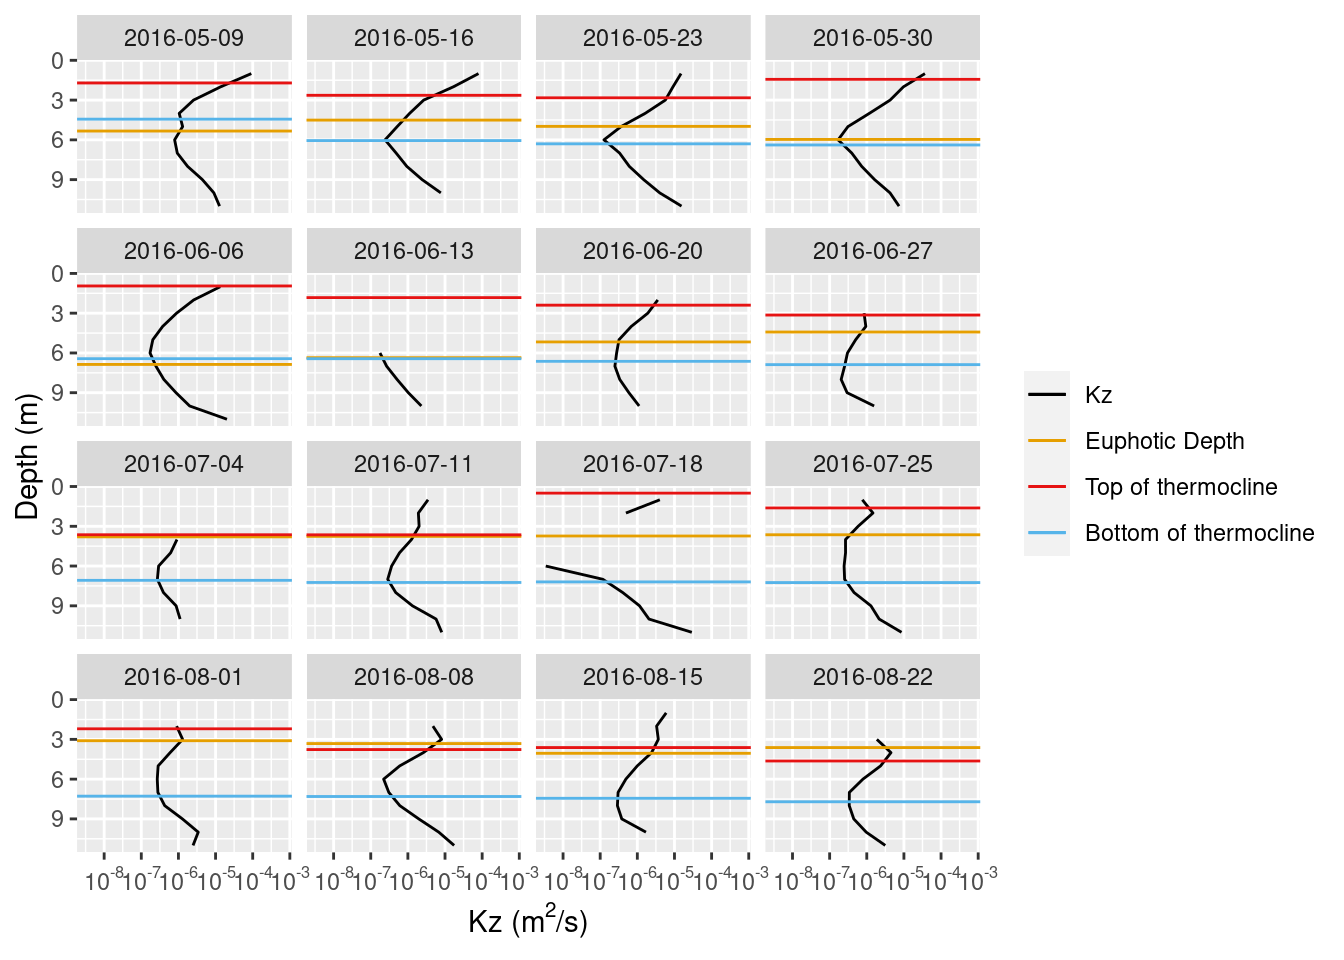 2016-05-09 2016-05-16 2016-05-23 2016-05-30
0
3
6
9
2016-06-06 2016-06-13 2016-06-20 2016-06-27
0
3
6
9
2016-07-04 2016-07-11 2016-07-18 2016-07-25
0
3
6
9
2016-08-01 2016-08-08 2016-08-15 2016-08-22
0
3
6
9
10⁻⁸ 10⁻⁷ 10⁻⁶ 10⁻⁵ 10⁻⁴ 10⁻³ 10⁻⁸ 10⁻⁷ 10⁻⁶ 10⁻⁵ 10⁻⁴ 10⁻³ 10⁻⁸ 10⁻⁷ 10⁻⁶ 10⁻⁵ 10⁻⁴ 10⁻³ 10⁻⁸ 10⁻⁷ 10⁻⁶ 10⁻⁵ 10⁻⁴ 10⁻³
Kz (m²/s)
Depth (m)
Kz
Euphotic Depth
Top of thermocline
Bottom of thermocline